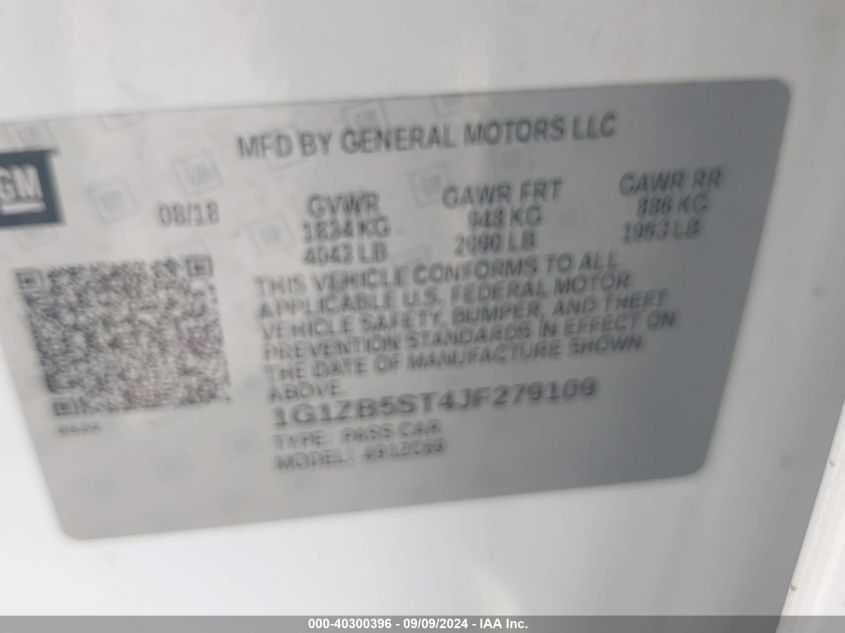 MFD BY GENERAL MOTORS LLC
GM
08/18 GVWR GAWR FRT GAWR RR
1834 KG 948 KG 886 KG
4043 LB 2090 LB 1953 LB
THIS VEHICLE CONFORMS TO ALL
APPLICABLE U.S. FEDERAL MOTOR
VEHICLE SAFETY, BUMPER, AND THEFT
PREVENTION STANDARDS IN EFFECT ON
THE DATE OF MANUFACTURE SHOWN
ABOVE.
1G1ZB5ST4JF279109
TYPE: PASS CAR
MODEL:
000-40300396 - 09/09/2024 - IAA Inc.